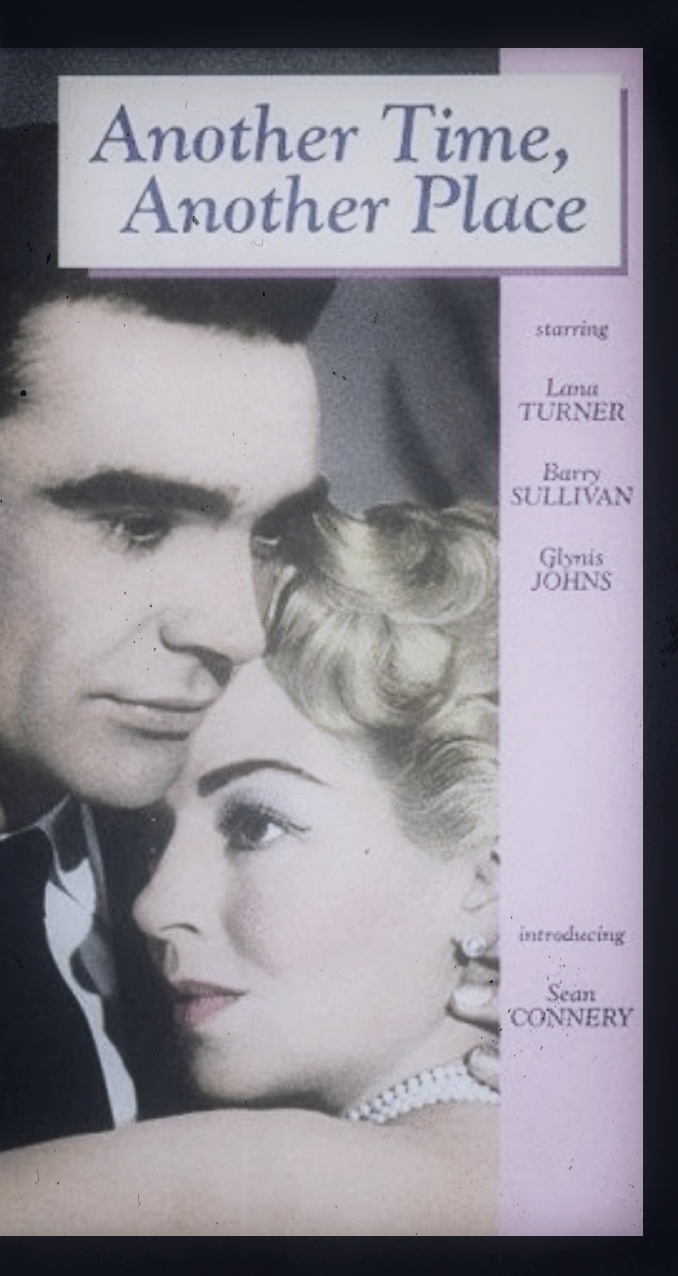 Another Time,
Another Place
starring
Lana
TURNER
Barry
SULLIVAN
Glynis
JOHNS
introducing
Sean
CONNERY